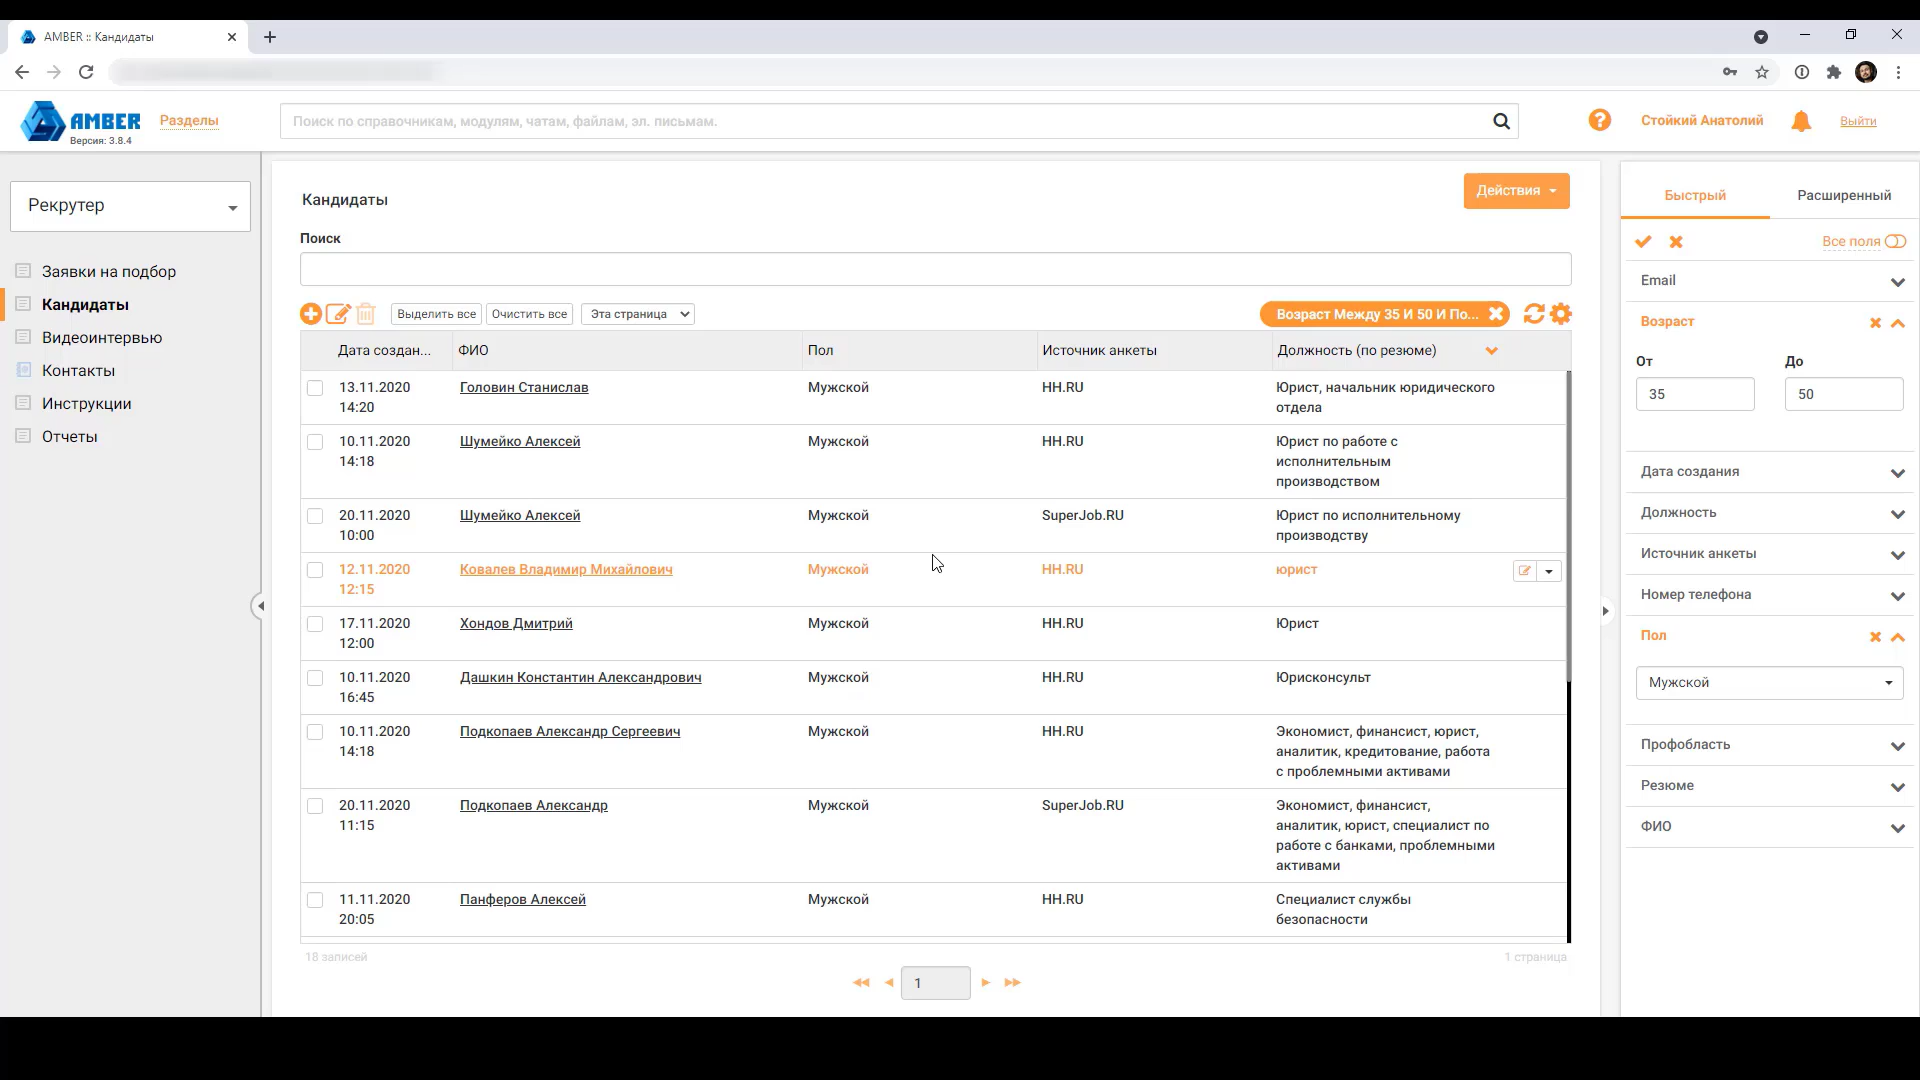 AMBER :: Кандидаты
AMBER
Версия: 3.8.4
Разделы
Поиск по справочникам, модулям, чатам, файлам, эл. письмам.
Стойкий Анатолий
Выйти
Рекрутер
Заявки на подбор
Кандидаты
Видеоинтервью
Контакты
Инструкции
Отчеты
Кандидаты
Действия
Поиск
Выделить все
Очистить все
Эта страница
Возраст Между 35 И 50 И По...
Дата создан...
ФИО
Пол
Источник анкеты
Должность (по резюме)
13.11.2020
14:20
Головин Станислав
Мужской
HH.RU
Юрист, начальник юридического
отдела
10.11.2020
14:18
Шумейко Алексей
Мужской
HH.RU
Юрист по работе с
исполнительным
производством
20.11.2020
10:00
Шумейко Алексей
Мужской
SuperJob.RU
Юрист по исполнительному
производству
12.11.2020
12:15
Ковалев Владимир Михайлович
Мужской
HH.RU
юрист
17.11.2020
12:00
Хондов Дмитрий
Мужской
HH.RU
Юрист
10.11.2020
16:45
Дашкин Константин Александрович
Мужской
HH.RU
Юрисконсульт
10.11.2020
14:18
Подкопаев Александр Сергеевич
Мужской
HH.RU
Экономист, финансист, юрист,
аналитик, кредитование, работа
с проблемными активами
20.11.2020
11:15
Подкопаев Александр
Мужской
SuperJob.RU
Экономист, финансист,
аналитик, юрист, специалист по
работе с банками, проблемными
активами
11.11.2020
20:05
Панферов Алексей
Мужской
HH.RU
Специалист службы
безопасности
18 записей
1 страница
1
Быстрый
Расширенный
Все поля
Email
Возраст
От
До
35
50
Дата создания
Должность
Источник анкеты
Номер телефона
Пол
Мужской
Профобласть
Резюме
ФИО